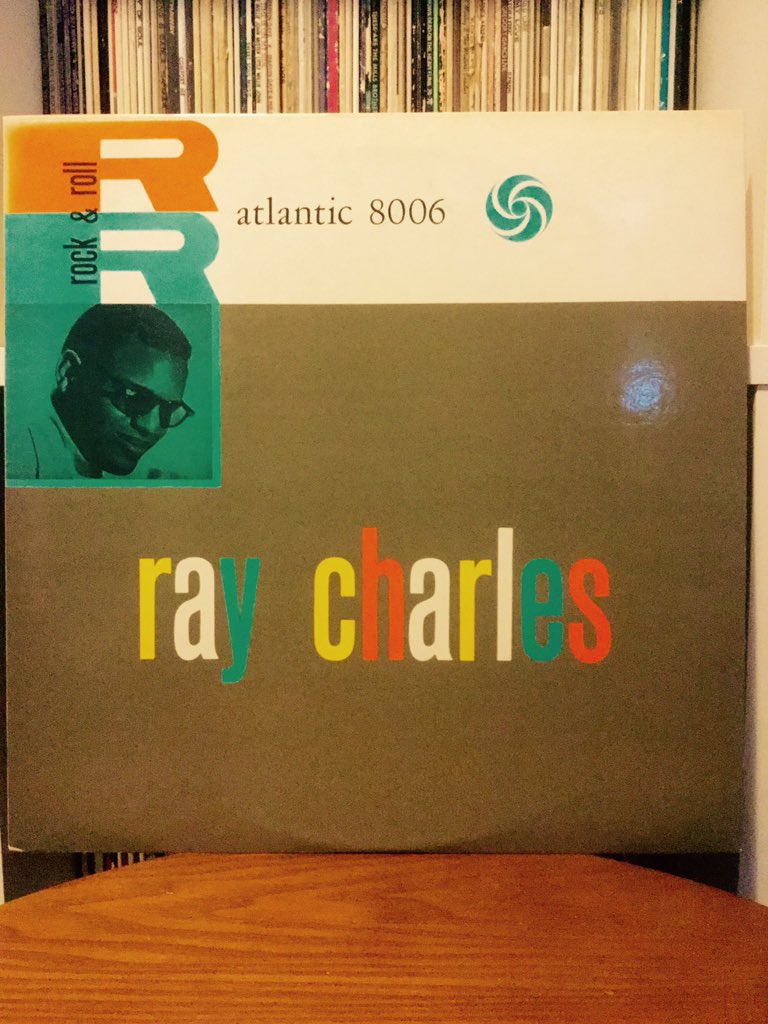 rock & roll
RR
atlantic 8006
ray charles